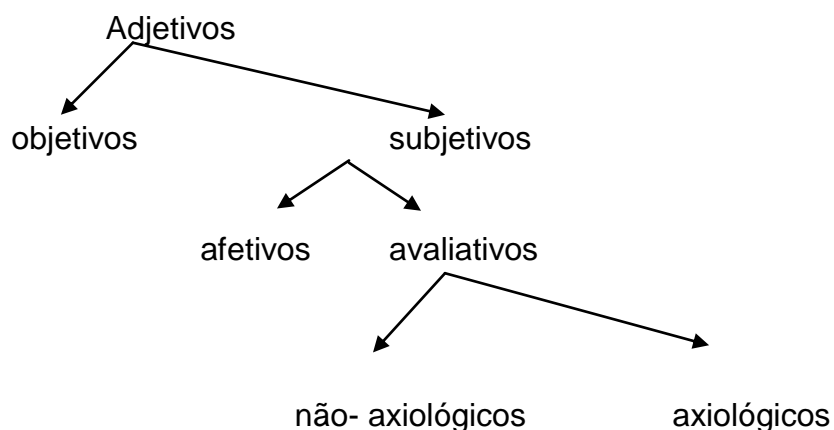 Adjetivos
objetivos subjetivos
afetivos avaliativos
não- axiológicos axiológicos